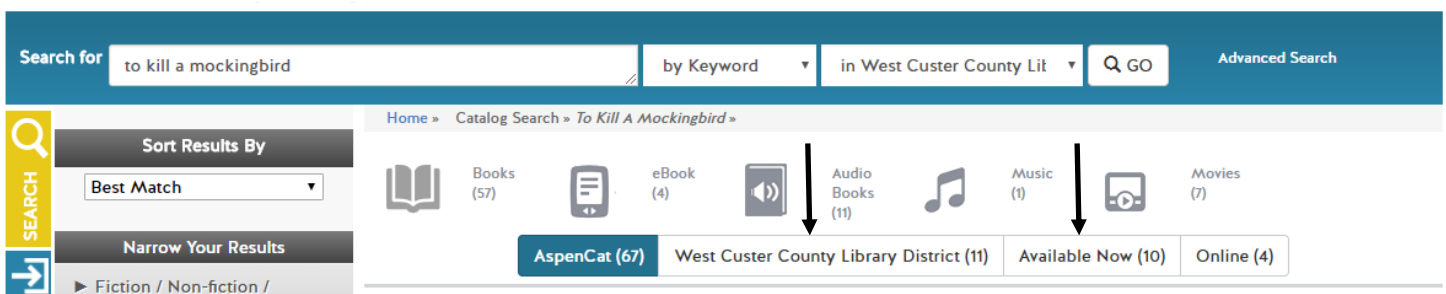 Search for
to kill a mockingbird
by Keyword
in West Custer County Lit
GO
Advanced Search
SEARCH
Home » Catalog Search » To Kill A Mockingbird »
Sort Results By
Best Match
Books
(57)
eBook
(4)
Audio
Books
(11)
Music
(1)
Movies
(7)
Narrow Your Results
AspenCat (67) West Custer County Library District (11) Available Now (10) Online (4)
Fiction / Non-fiction /